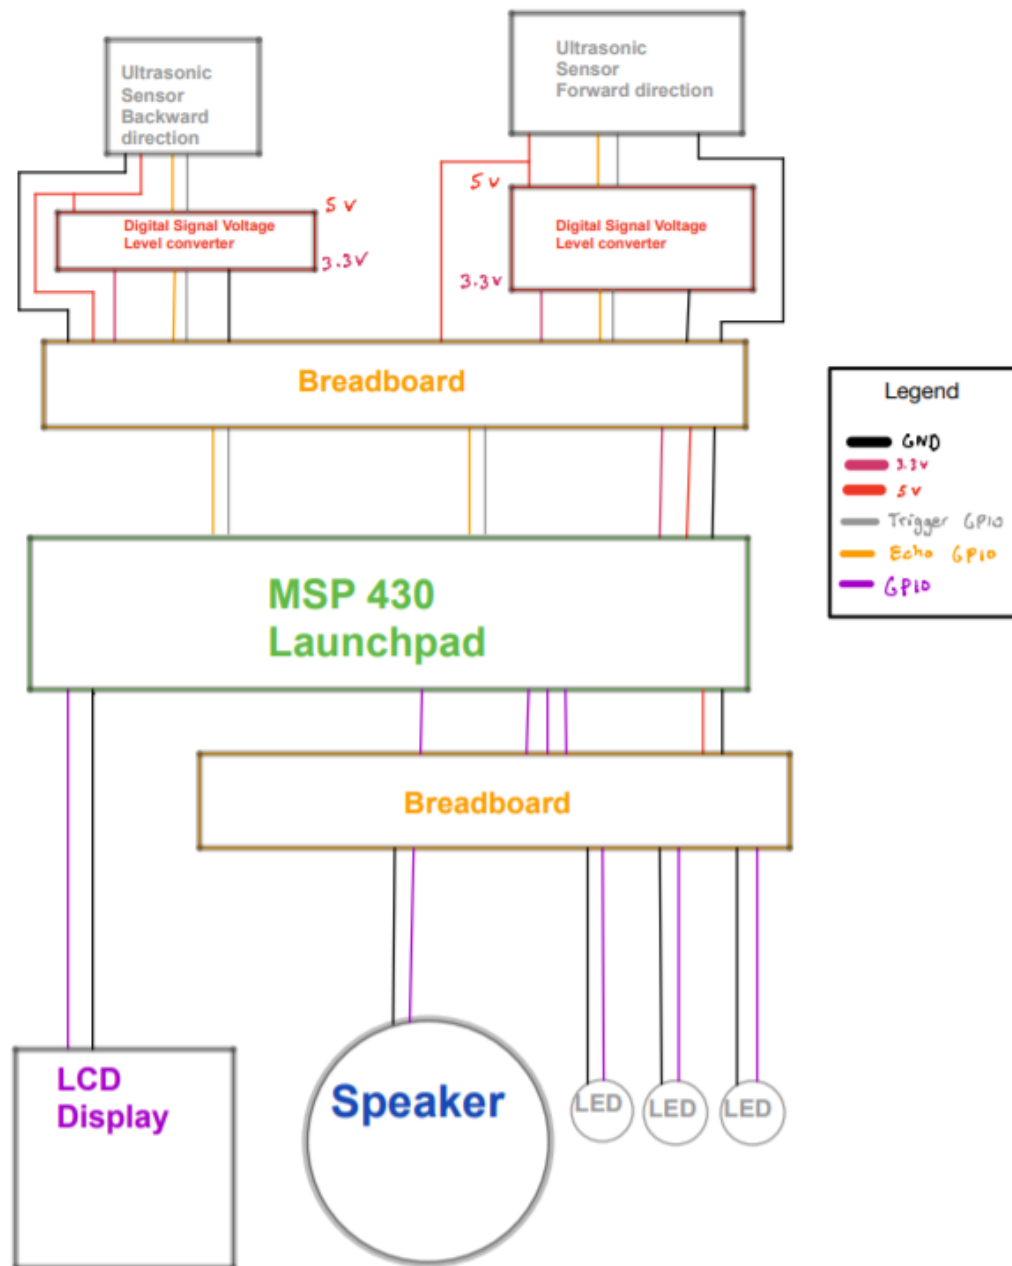 Ultrasonic
Sensor
Backward
direction
Ultrasonic
Sensor
Forward direction
5 v
Digital Signal Voltage
Level converter
3.3V
5 v
Digital Signal Voltage
Level converter
3.3 v
Breadboard
Legend
GND
3.3v
5 v
Trigger GPIO
Echo GPIO
GPIO
MSP 430
Launchpad
Breadboard
LCD
Display
Speaker
LED
LED
LED